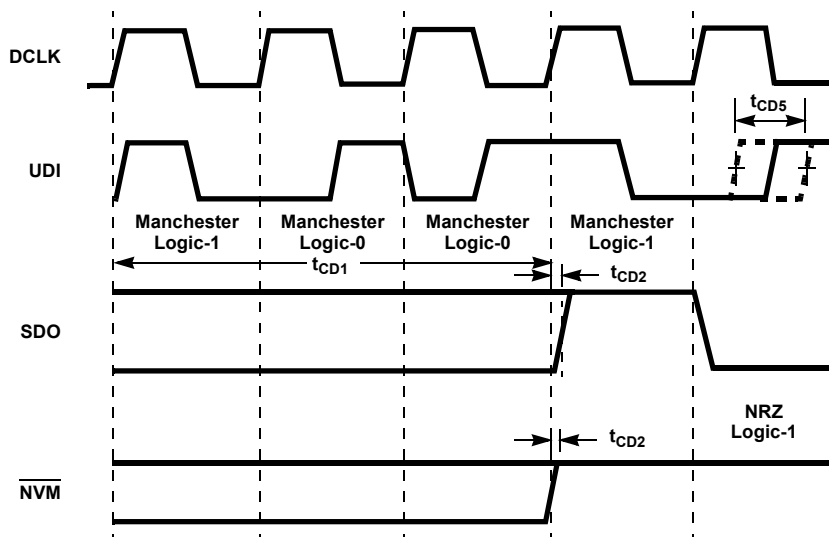 DCLK
tCD5
UDI
Manchester Logic-1
Manchester Logic-0
Manchester Logic-0
Manchester Logic-1
tCD1
tCD2
SDO
NRZ
Logic-1
tCD2
NVM